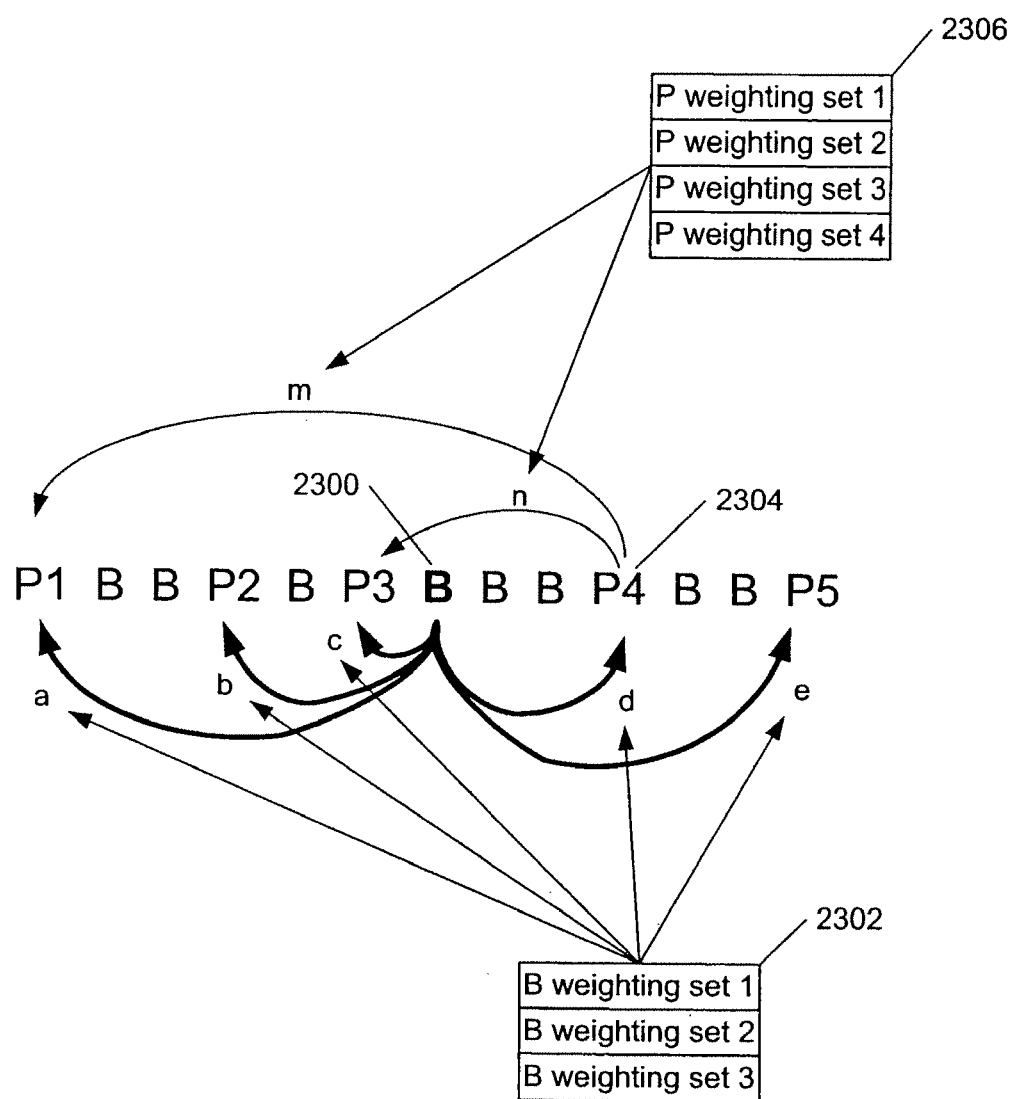 2306
P weighting set 1
P weighting set 2
P weighting set 3
P weighting set 4
m
2300
n
2304
P1 B B P2 B P3 B B B P4 B B P5
c
a
b
d
e
2302
B weighting set 1
B weighting set 2
B weighting set 3